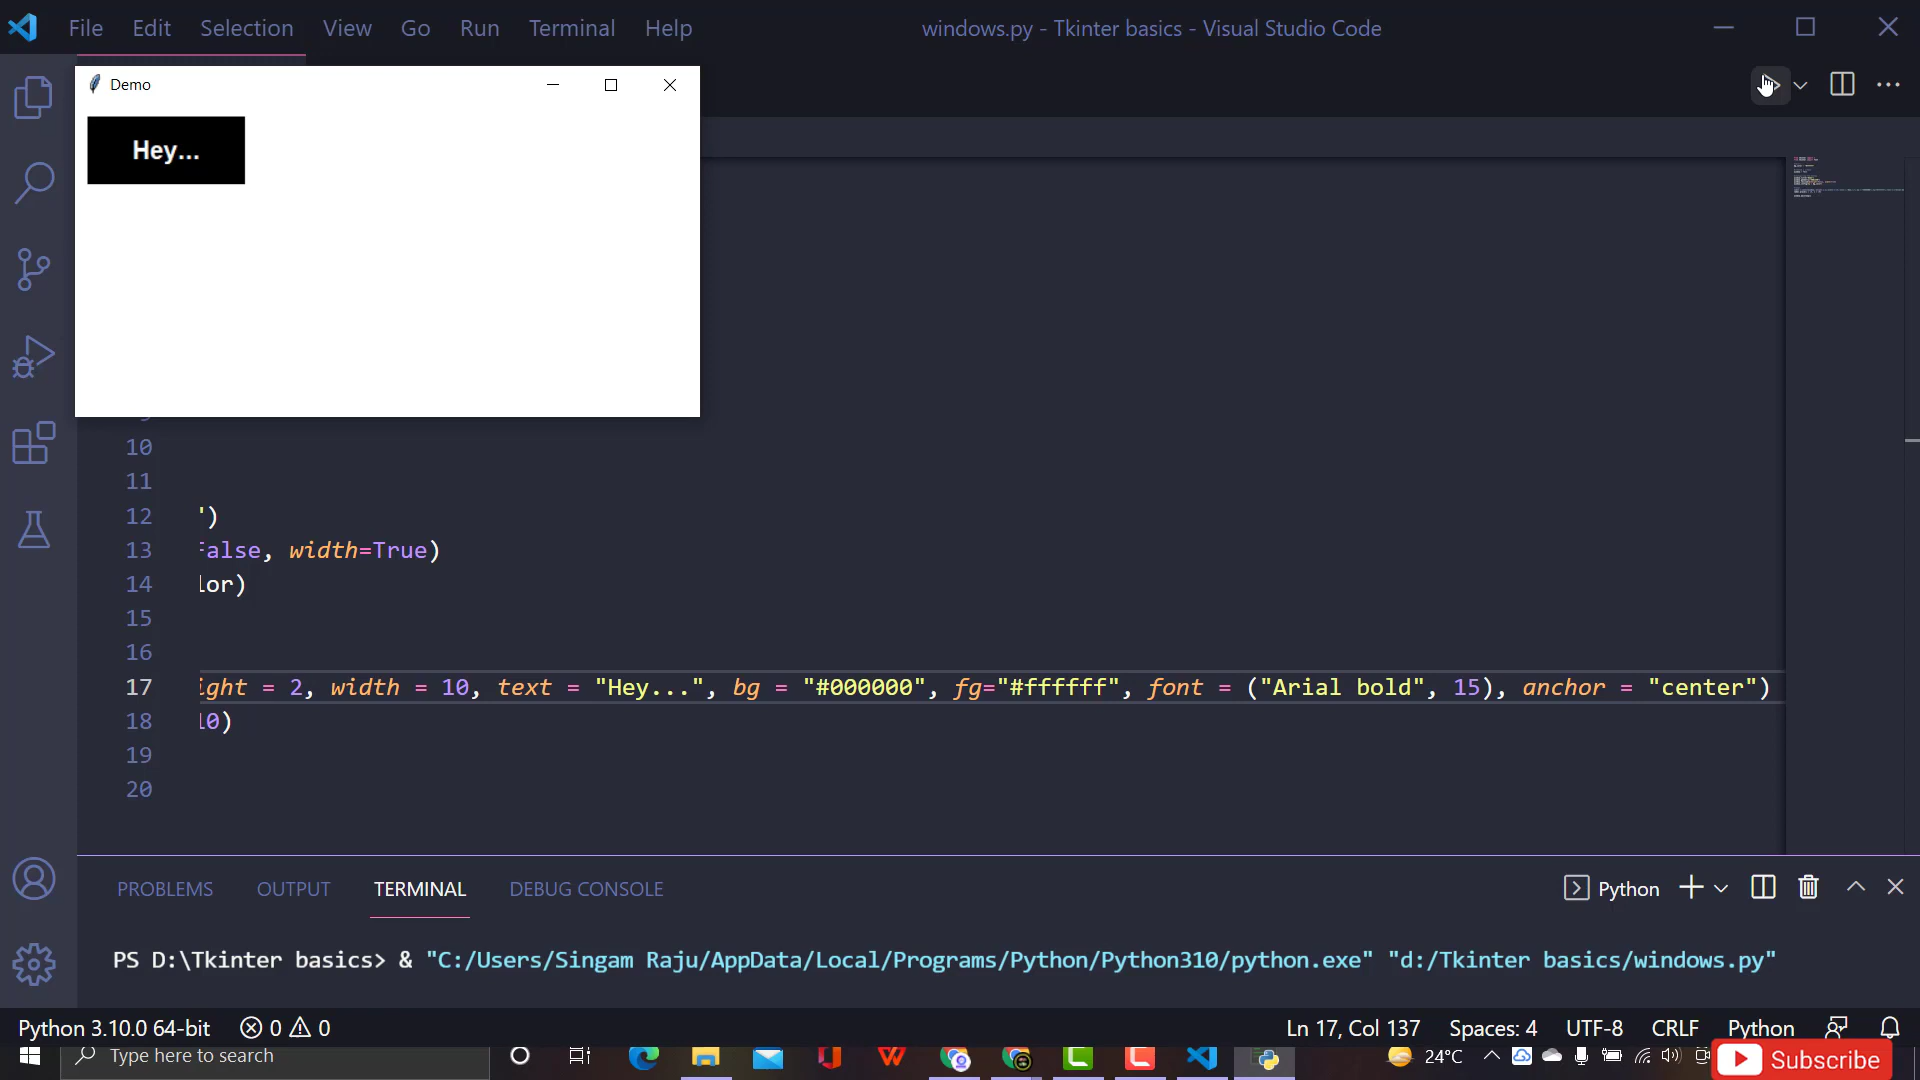 File Edit Selection View Go Run Terminal Help windows.py - Tkinter basics - Visual Studio Code
Demo
Hey...
10
11
12 ')
13 False, width=True)
14 lor)
15
16
17 ight = 2, width = 10, text = "Hey...", bg = "#000000", fg="#ffffff", font = ("Arial bold", 15), anchor = "center")
18 10)
19
20
PROBLEMS OUTPUT TERMINAL DEBUG CONSOLE Python
PS D:\Tkinter basics> & "C:/Users/Singam Raju/AppData/Local/Programs/Python/Python310/python.exe" "d:/Tkinter basics/windows.py"
Python 3.10.0 64-bit 0 0 Ln 17, Col 137 Spaces: 4 UTF-8 CRLF Python
Type here to search 24°C Subscribe